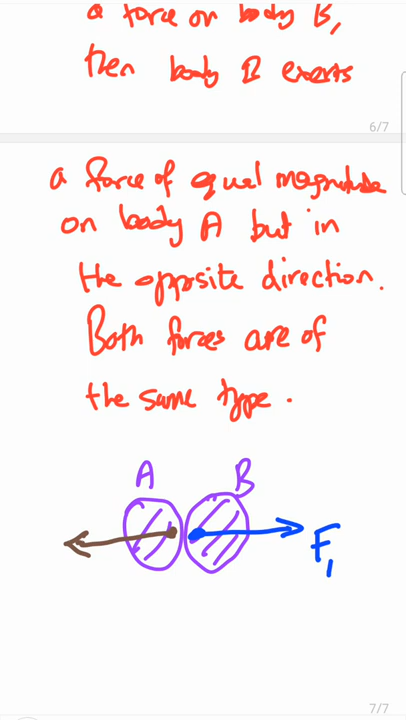 a force on body B,
then body B exerts
6/7
a force of equal magnitude
on body A but in
the opposite direction.
Both forces are of
the same type.
A B
F1
7/7